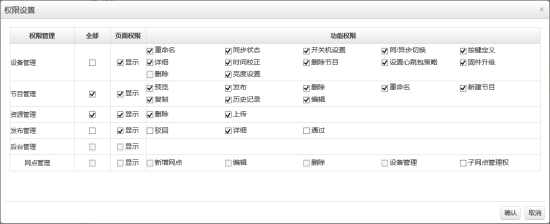 权限设置
权限管理 全部 页面权限 功能权限
设备管理 显示 重命名 同步状态 开关机设置 同/异步切换 按键定义
详细 时间校正 删除节目 设置心跳包策略 固件升级
删除 亮度设置
节目管理 显示 预览 发布 删除 重命名 新建节目
复制 历史记录 编辑
资源管理 显示 删除 上传
发布管理 显示 驳回 详细 通过
后台管理 显示
网点管理 显示 新增网点 编辑 删除 设备管理 子网点管理权
确认 取消